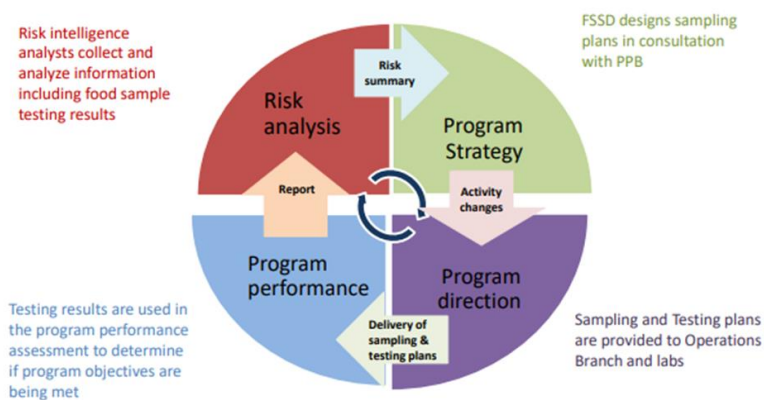 Risk intelligence
analysts collect and
analyze information
including food sample
testing results
FSSD designs sampling
plans in consultation
with PPB
Risk
summary
Risk
analysis
Program
Strategy
Report
Activity
changes
Program
performance
Program
direction
Delivery of
sampling &
testing plans
Testing results are used in
the program performance
assessment to determine
if program objectives are
being met
Sampling and Testing plans
are provided to Operations
Branch and labs